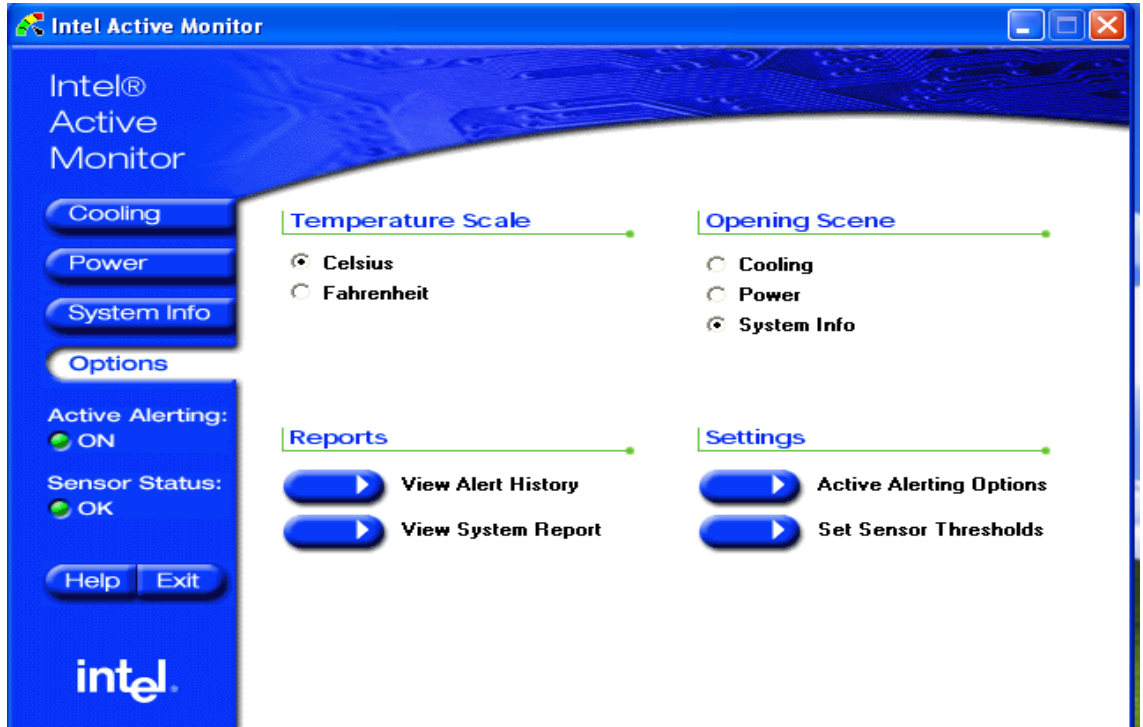 Intel Active Monitor
Intel®
Active
Monitor
Cooling
Power
System Info
Options
Active Alerting:
ON
Sensor Status:
OK
Help Exit
intel.
Temperature Scale
Celsius
Fahrenheit
Opening Scene
Cooling
Power
System Info
Reports
View Alert History
View System Report
Settings
Active Alerting Options
Set Sensor Thresholds